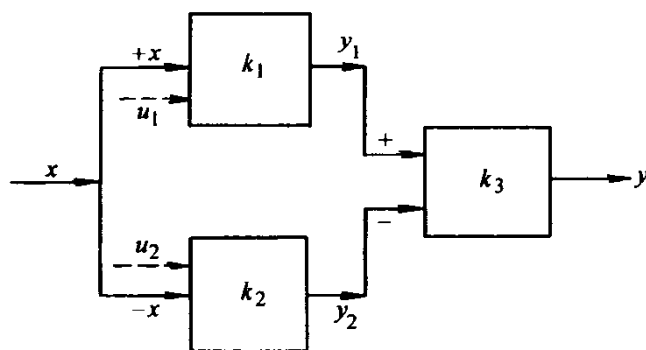 +x
k₁
y₁
u₁
+
x
k₃
y
−
u₂
k₂
−x
y₂